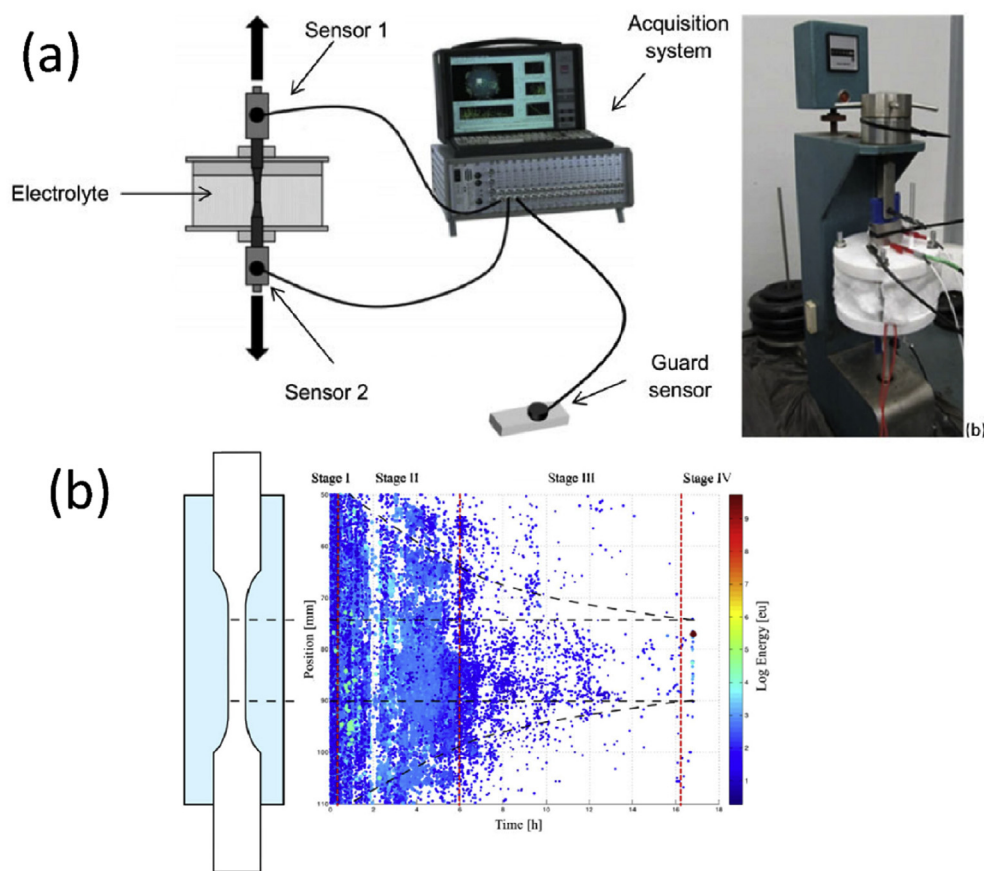 (a)
Sensor 1
Acquisition
system
Electrolyte
Sensor 2
Guard
sensor
(b)
(b)
Stage I
Stage II
Stage III
Stage IV
50
60
70
80
90
100
110
Position [mm]
0
2
4
6
8
10
12
14
16
18
Time [h]
9
8
7
6
5
4
3
2
1
Log Energy [eu]